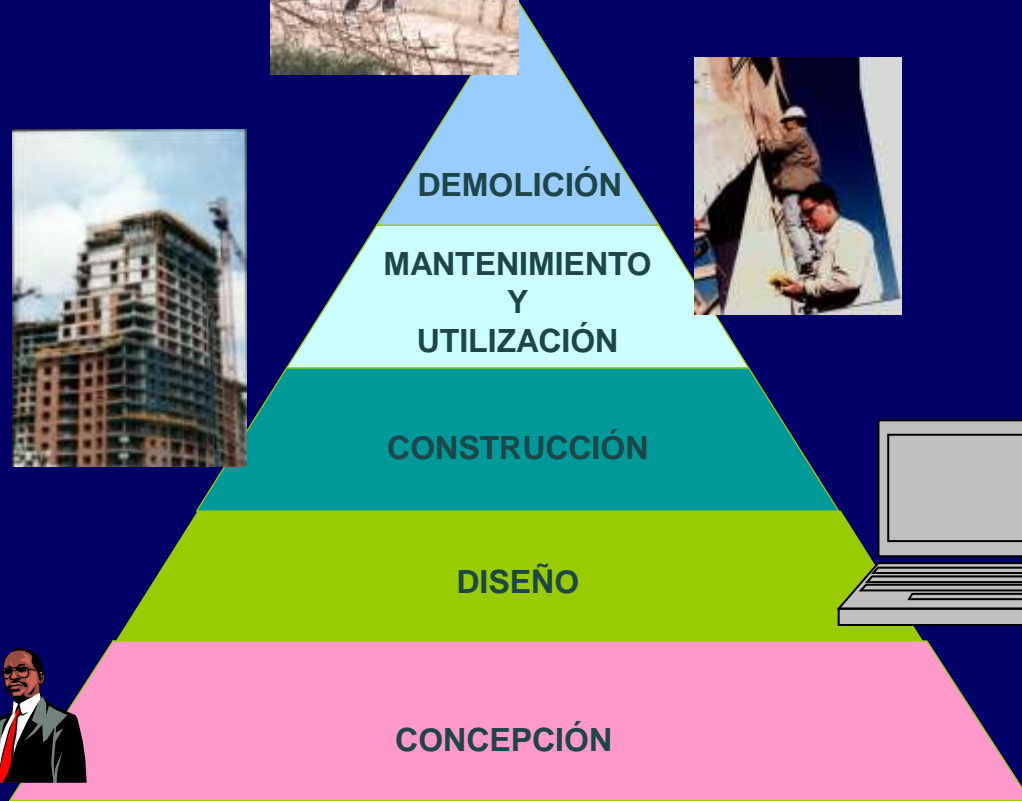 DEMOLICIÓN
MANTENIMIENTO
Y
UTILIZACIÓN
CONSTRUCCIÓN
DISEÑO
CONCEPCIÓN